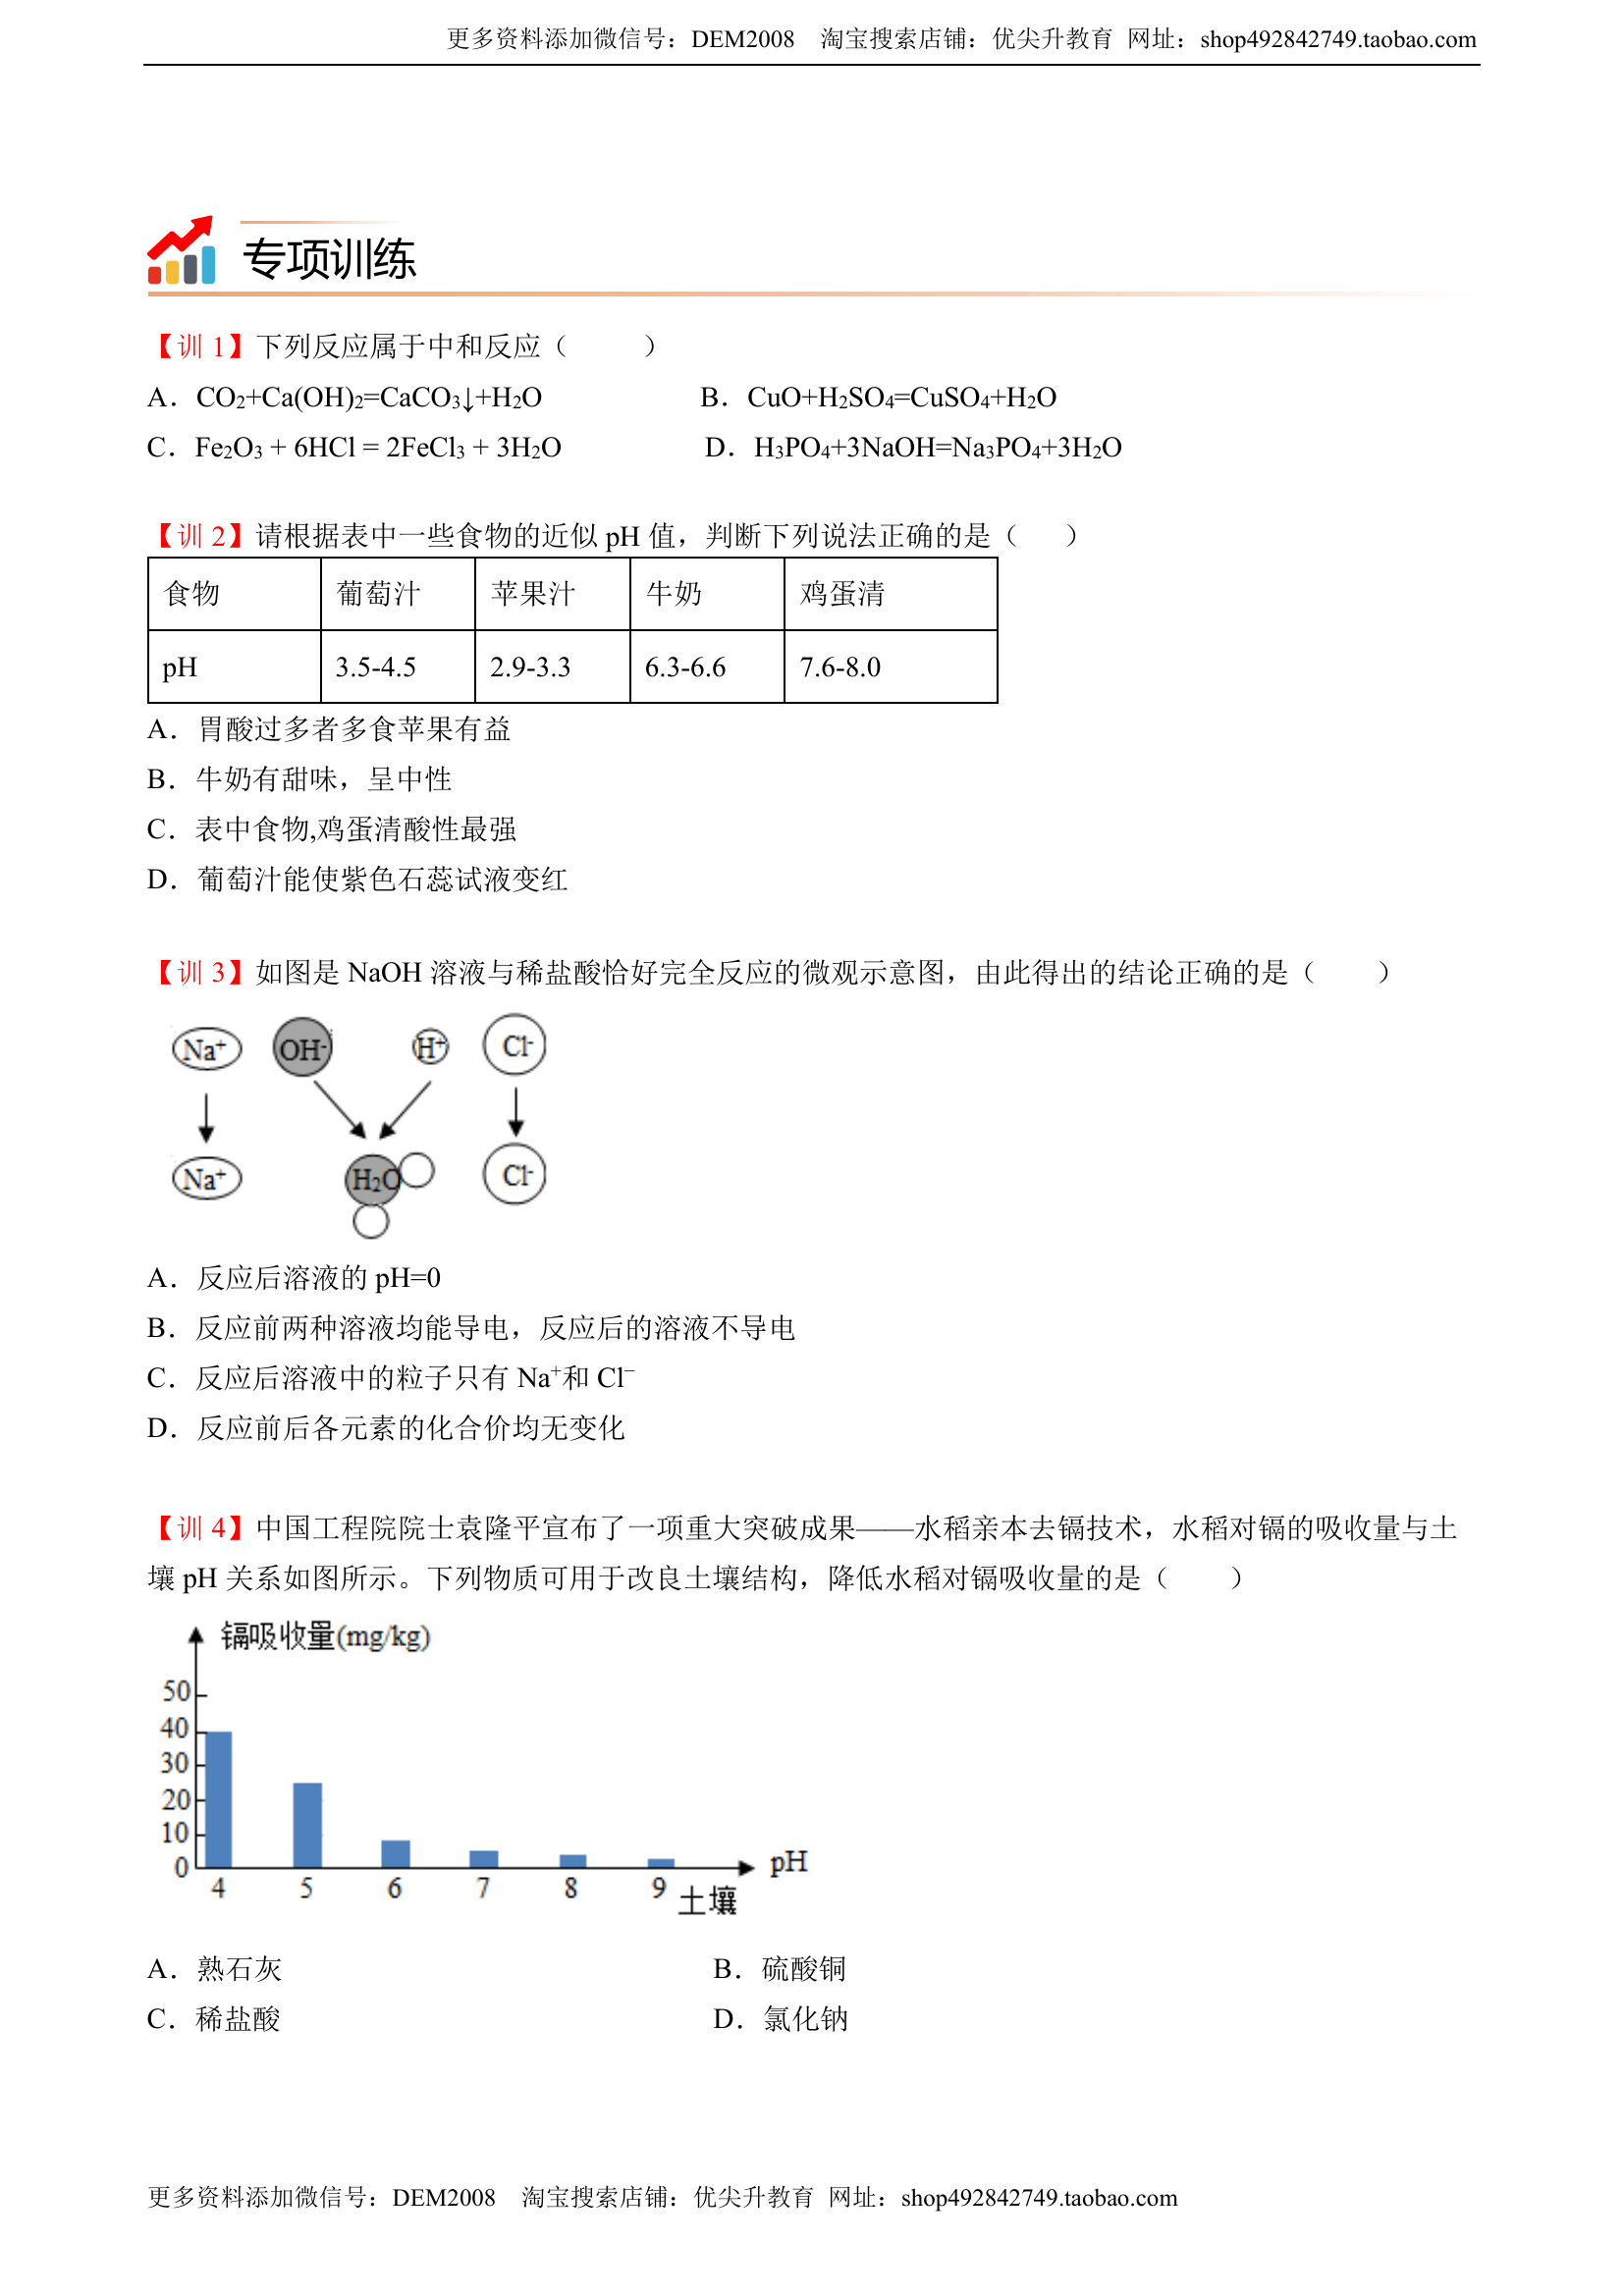 更多资料添加微信号：DEM2008 淘宝搜索店铺：优尖升教育 网址：shop492842749.taobao.com
专项训练
【训 1】下列反应属于中和反应（ ）
A．CO₂+Ca(OH)₂=CaCO₃↓+H₂O B．CuO+H₂SO₄=CuSO₄+H₂O
C．Fe₂O₃ + 6HCl = 2FeCl₃ + 3H₂O D．H₃PO₄+3NaOH=Na₃PO₄+3H₂O
【训 2】请根据表中一些食物的近似 pH 值，判断下列说法正确的是（ ）
食物 葡萄汁 苹果汁 牛奶 鸡蛋清
pH 3.5-4.5 2.9-3.3 6.3-6.6 7.6-8.0
A．胃酸过多者多食苹果有益
B．牛奶有甜味，呈中性
C．表中食物,鸡蛋清酸性最强
D．葡萄汁能使紫色石蕊试液变红
【训 3】如图是 NaOH 溶液与稀盐酸恰好完全反应的微观示意图，由此得出的结论正确的是（ ）
Na⁺ OH⁻ H⁺ Cl⁻
Na⁺ H₂O Cl⁻
A．反应后溶液的 pH=0
B．反应前两种溶液均能导电，反应后的溶液不导电
C．反应后溶液中的粒子只有 Na⁺和 Cl⁻
D．反应前后各元素的化合价均无变化
【训 4】中国工程院院士袁隆平宣布了一项重大突破成果——水稻亲本去镉技术，水稻对镉的吸收量与土
壤 pH 关系如图所示。下列物质可用于改良土壤结构，降低水稻对镉吸收量的是（ ）
镉吸收量(mg/kg)
50
40
30
20
10
0
4 5 6 7 8 9 土壤 pH
A．熟石灰 B．硫酸铜
C．稀盐酸 D．氯化钠
更多资料添加微信号：DEM2008 淘宝搜索店铺：优尖升教育 网址：shop492842749.taobao.com